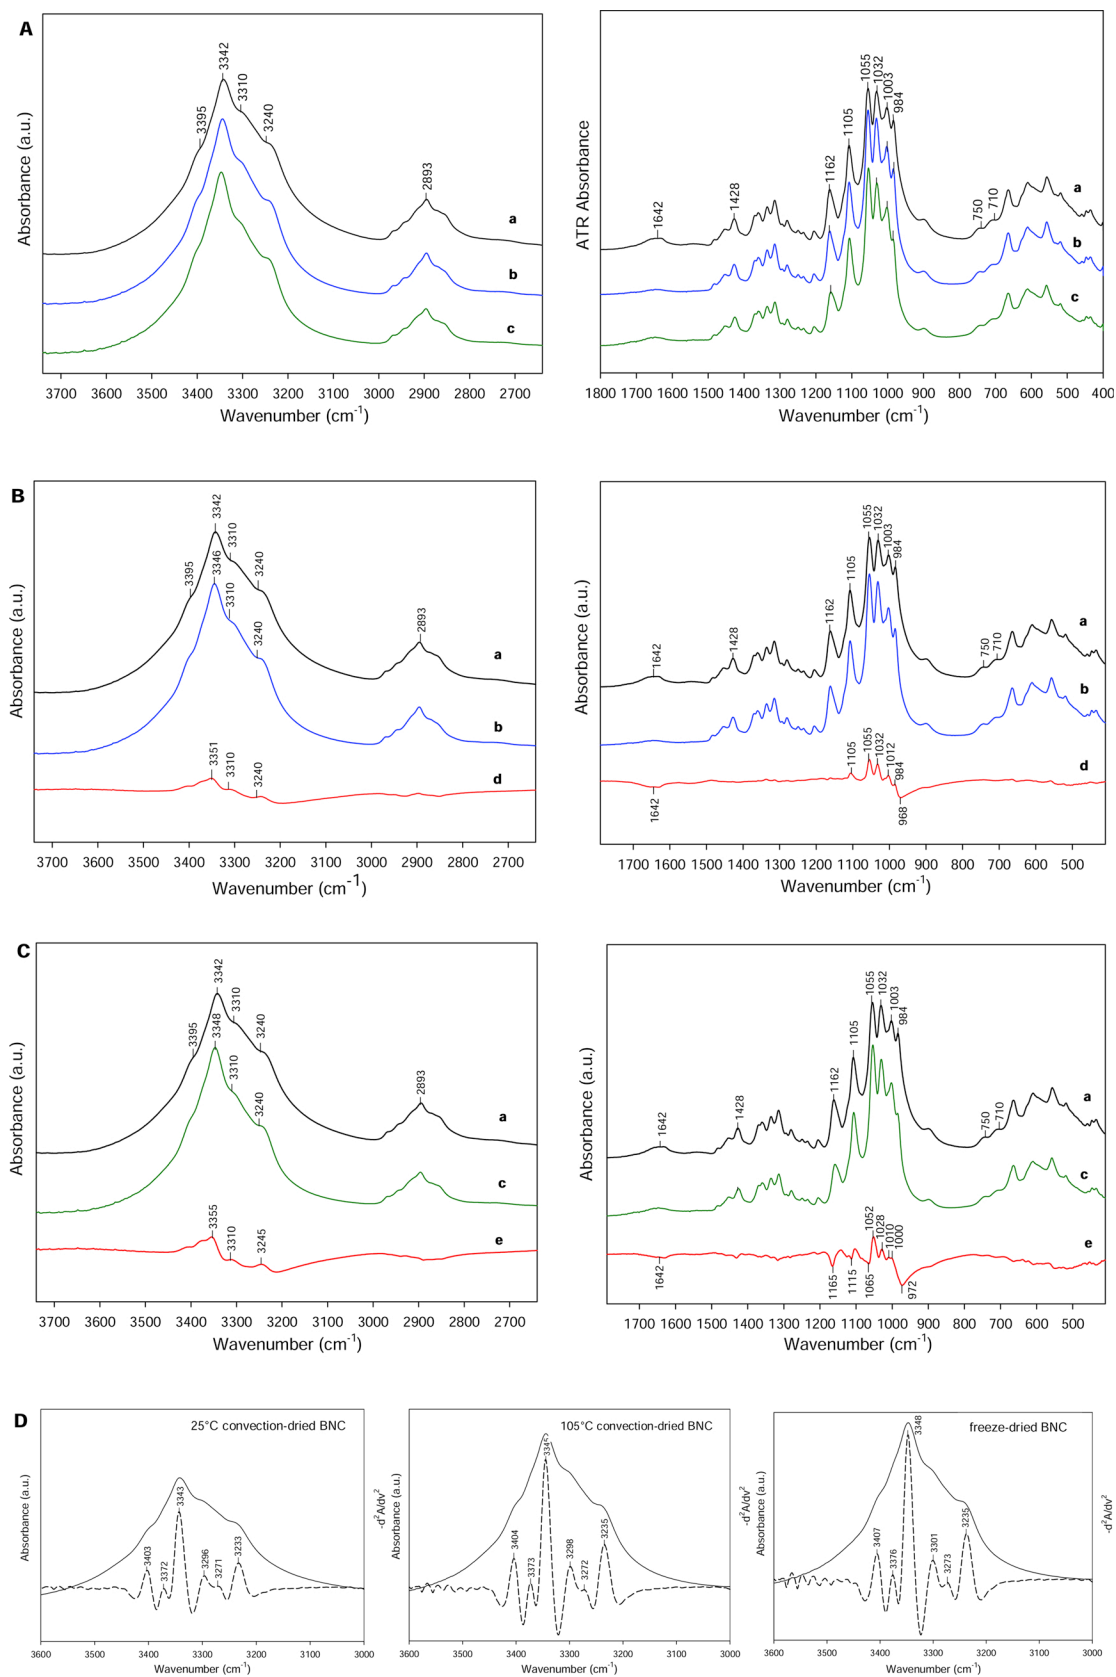 A
3395
3342
3310
3240
2893
a
b
c
Absorbance (a.u.)
3700 3600 3500 3400 3300 3200 3100 3000 2900 2800 2700
Wavenumber (cm-1)
1642
1428
1162
1105
1055
1032
1003
984
750
710
a
b
c
ATR Absorbance
1800 1700 1600 1500 1400 1300 1200 1100 1000 900 800 700 600 500 400
Wavenumber (cm-1)
B
3395
3342
3346
3310
3310
3240
3240
2893
a
b
d
3351
3310
3240
Absorbance (a.u.)
3700 3600 3500 3400 3300 3200 3100 3000 2900 2800 2700
Wavenumber (cm-1)
1642
1428
1162
1105
1055
1032
1003
984
750
710
a
b
d
1105
1055
1032
1012
984
1642
968
Absorbance (a.u.)
1700 1600 1500 1400 1300 1200 1100 1000 900 800 700 600 500
Wavenumber (cm-1)
C
3395
3342
3348
3310
3310
3240
3240
2893
a
c
e
3355
3310
3245
Absorbance (a.u.)
3700 3600 3500 3400 3300 3200 3100 3000 2900 2800 2700
Wavenumber (cm-1)
1642
1428
1162
1105
1055
1032
1003
984
750
710
a
c
e
1052
1028
1010
1000
1642
1165
1115
1065
972
Absorbance (a.u.)
1700 1600 1500 1400 1300 1200 1100 1000 900 800 700 600 500
Wavenumber (cm-1)
D
25°C convection-dried BNC
3403
3372
3343
3296
3271
3233
Absorbance (a.u.)
-d2A/dv2
3600 3500 3400 3300 3200 3100 3000
Wavenumber (cm-1)
105°C convection-dried BNC
3404
3373
3345
3298
3272
3235
Absorbance (a.u.)
-d2A/dv2
3600 3500 3400 3300 3200 3100 3000
Wavenumber (cm-1)
freeze-dried BNC
3407
3376
3348
3301
3273
3235
Absorbance (a.u.)
-d2A/dv2
3600 3500 3400 3300 3200 3100 3000
Wavenumber (cm-1)